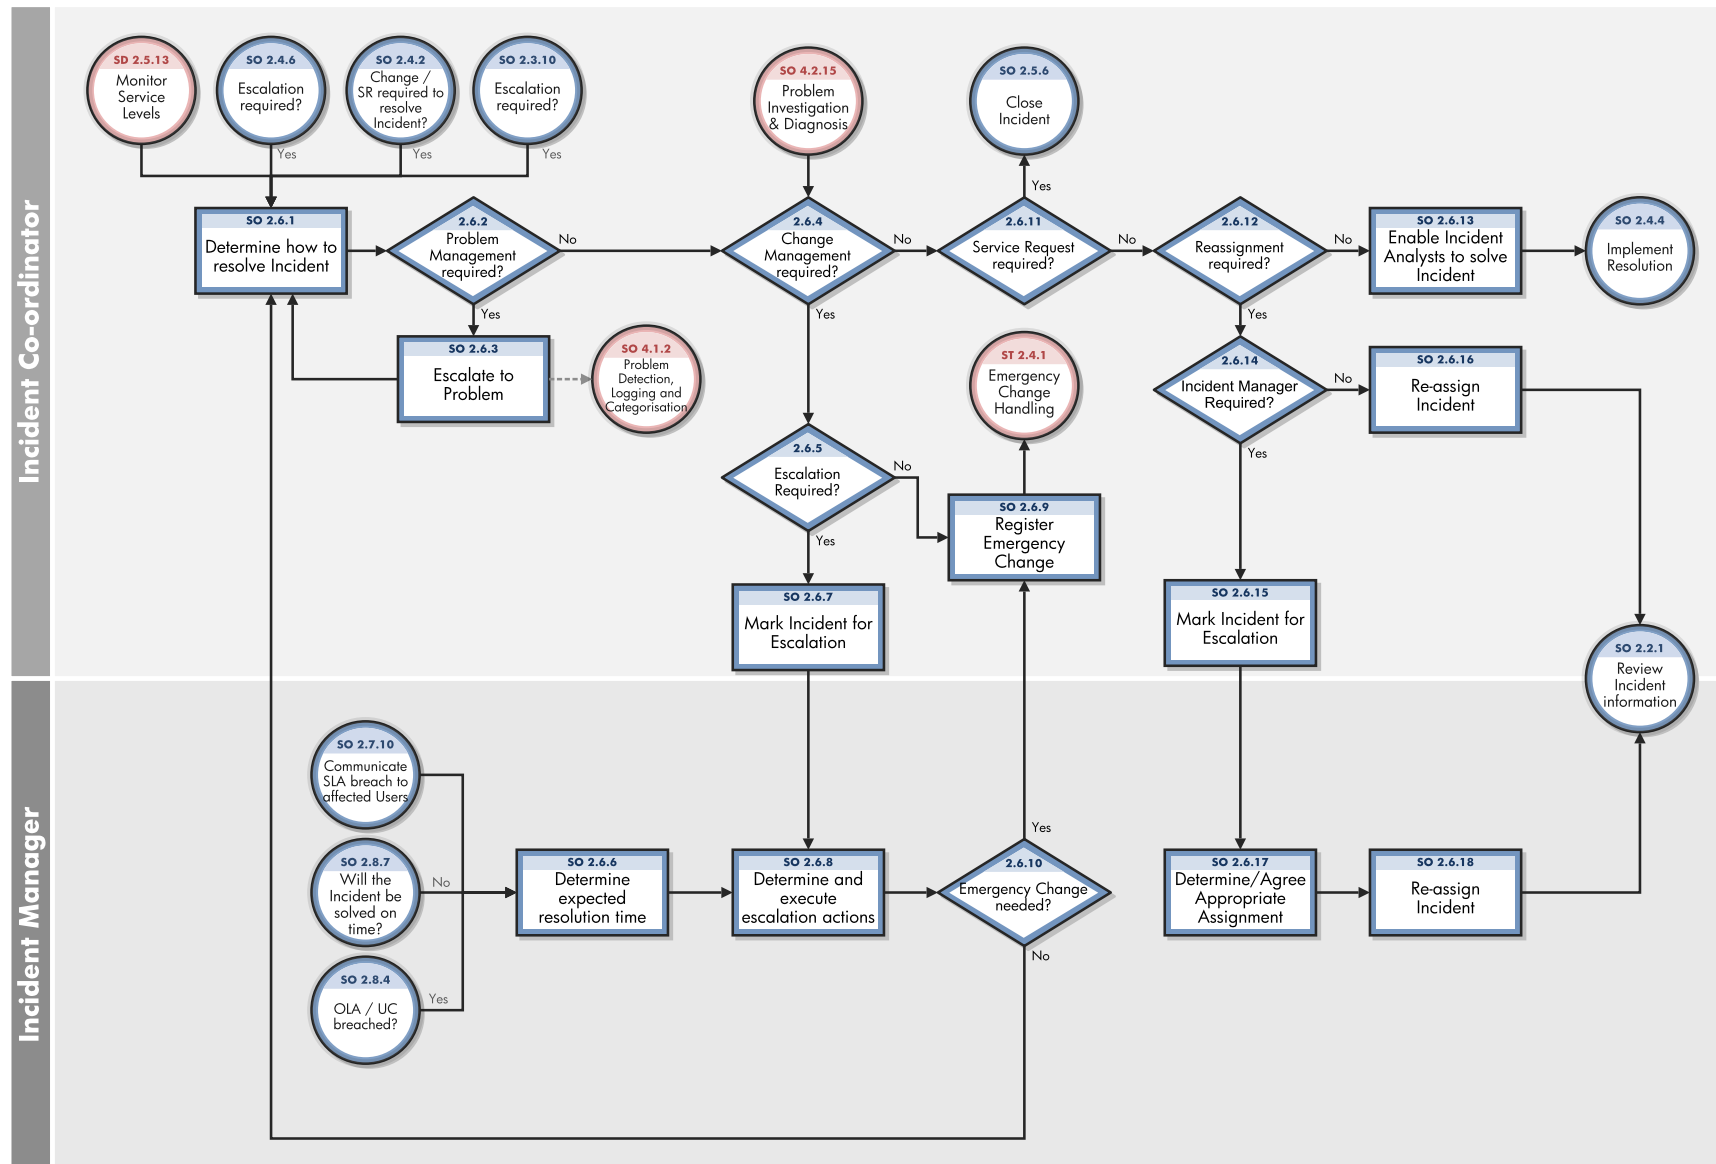 Incident Co-ordinator
SD 2.5.13
Monitor
Service
Levels
SO 2.4.6
Escalation
required?
Yes
SO 2.4.2
Change /
SR required to
resolve
Incident?
Yes
SO 2.3.10
Escalation
required?
Yes
SO 4.2.15
Problem
Investigation
& Diagnosis
SO 2.5.6
Close
Incident
Yes
SO 2.6.1
Determine how to
resolve Incident
2.6.2
Problem
Management
required?
No
Yes
2.6.4
Change
Management
required?
No
Yes
2.6.11
Service Request
required?
No
2.6.12
Reassignment
required?
No
Yes
SO 2.6.13
Enable Incident
Analysts to solve
Incident
SO 2.4.4
Implement
Resolution
SO 2.6.3
Escalate to
Problem
SO 4.1.2
Problem
Detection,
Logging and
Categorisation
ST 2.4.1
Emergency
Change
Handling
2.6.14
Incident Manager
Required?
No
Yes
SO 2.6.16
Re-assign
Incident
2.6.5
Escalation
Required?
No
Yes
SO 2.6.9
Register
Emergency
Change
SO 2.6.7
Mark Incident for
Escalation
SO 2.6.15
Mark Incident for
Escalation
SO 2.2.1
Review
Incident
information
Incident Manager
SO 2.7.10
Communicate
SLA breach to
affected Users
SO 2.8.7
Will the
Incident be
solved on
time?
No
SO 2.8.4
OLA / UC
breached?
Yes
SO 2.6.6
Determine
expected
resolution time
SO 2.6.8
Determine and
execute
escalation actions
Yes
2.6.10
Emergency Change
needed?
No
SO 2.6.17
Determine/Agree
Appropriate
Assignment
SO 2.6.18
Re-assign
Incident